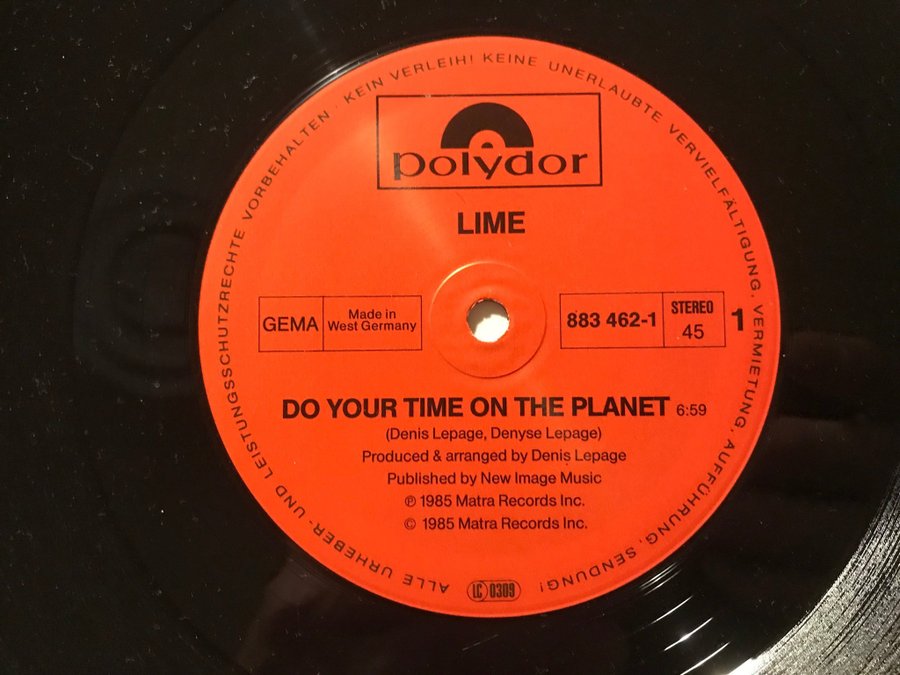 ALLE URHEBER- UND LEISTUNGSSCHUTZRECHTE VORBEHALTEN · KEIN VERLEIH! KEINE UNERLAUBTE VERVIELFÄLTIGUNG, VERMIETUNG, AUFFÜHRUNG, SENDUNG!
polydor
LIME
GEMA
Made in
West Germany
883 462-1
STEREO
45
1
DO YOUR TIME ON THE PLANET 6:59
(Denis Lepage, Denyse Lepage)
Produced & arranged by Denis Lepage
Published by New Image Music
℗ 1985 Matra Records Inc.
© 1985 Matra Records Inc.
LC 0309